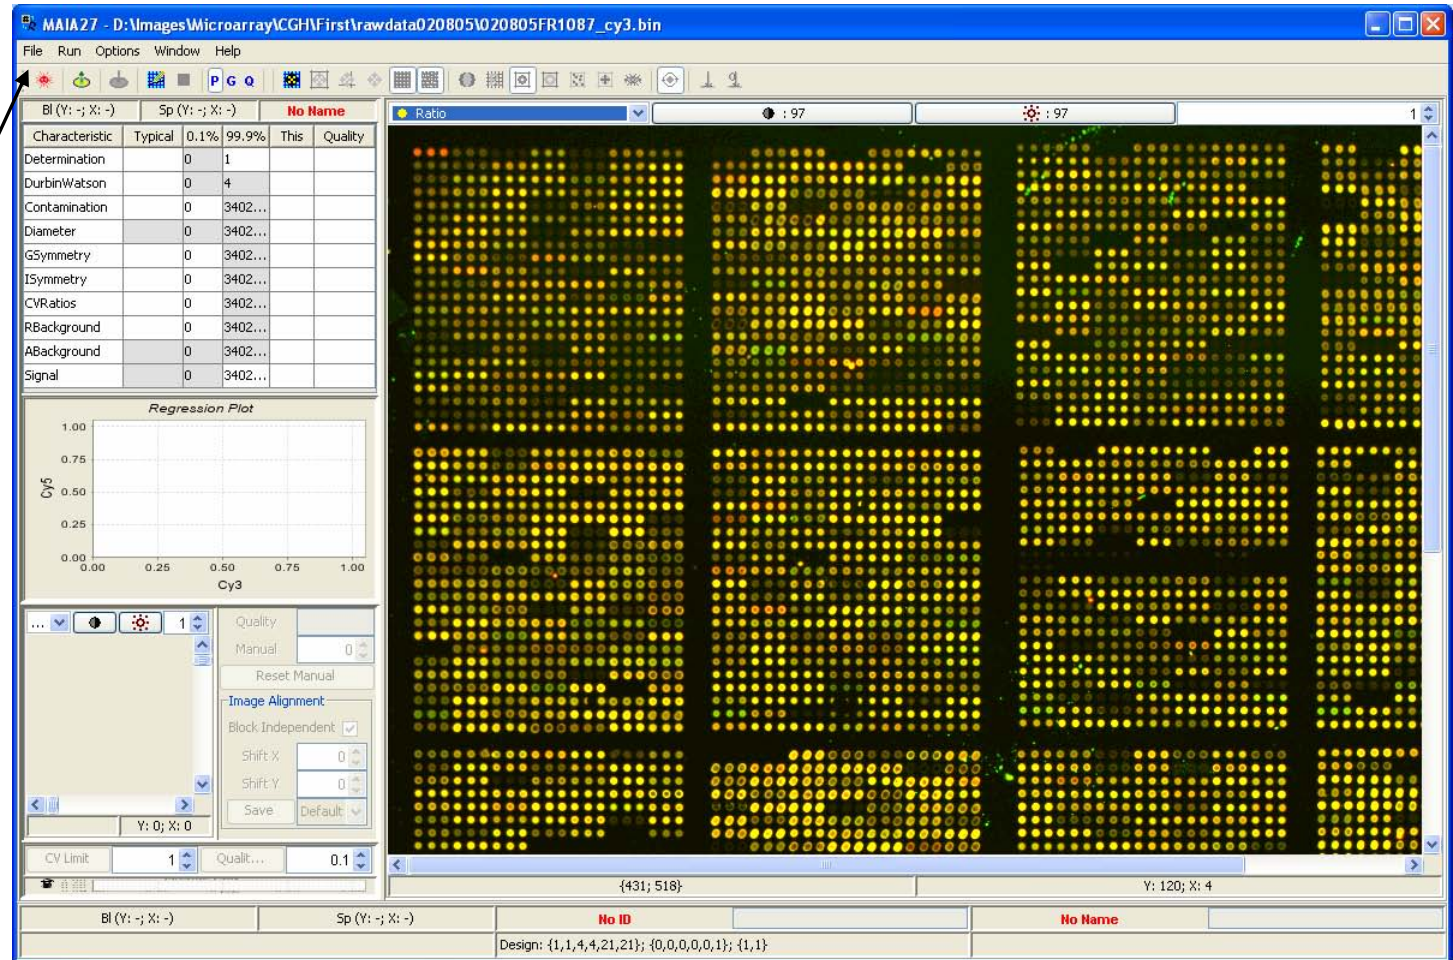 MAIA27 - D:\Images\Microarray\CGH\First\rawdata020805\020805FR1087_cy3.bin
File Run Options Window Help
P G Q
Bl (Y: -; X: -) Sp (Y: -; X: -) No Name
Characteristic Typical 0.1% 99.9% This Quality
Determination 0 1
DurbinWatson 0 4
Contamination 0 3402...
Diameter 0 3402...
GSymmetry 0 3402...
ISymmetry 0 3402...
CVRatios 0 3402...
RBackground 0 3402...
ABackground 0 3402...
Signal 0 3402...
Regression Plot
1.00
0.75
0.50
0.25
0.00
Cy5
0.00 0.25 0.50 0.75 1.00
Cy3
... 1
Quality
Manual 0
Reset Manual
Image Alignment
Block Independent
Shift X 0
Shift Y 0
Save Default
Y: 0; X: 0
CV Limit 1 Qualit... 0.1
Ratio : 97 : 97 1
{431; 518} Y: 120; X: 4
Bl (Y: -; X: -) Sp (Y: -; X: -) No ID No Name
Design: {1,1,4,4,21,21}; {0,0,0,0,0,1}; {1,1}